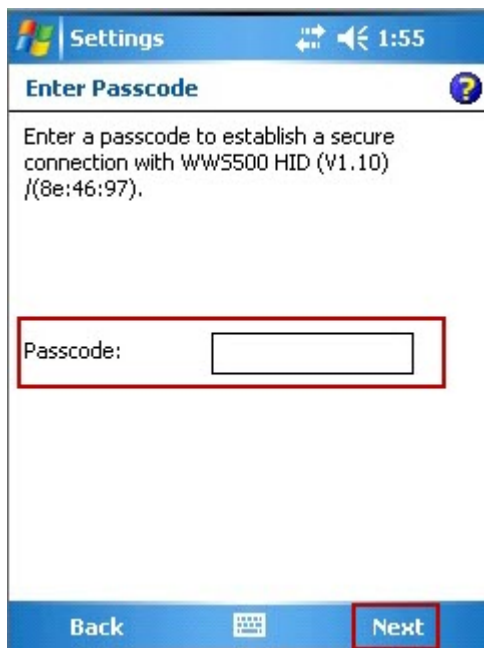 Settings 1:55
Enter Passcode
Enter a passcode to establish a secure
connection with WWS500 HID (V1.10)
/(8e:46:97).
Passcode:
Back Next